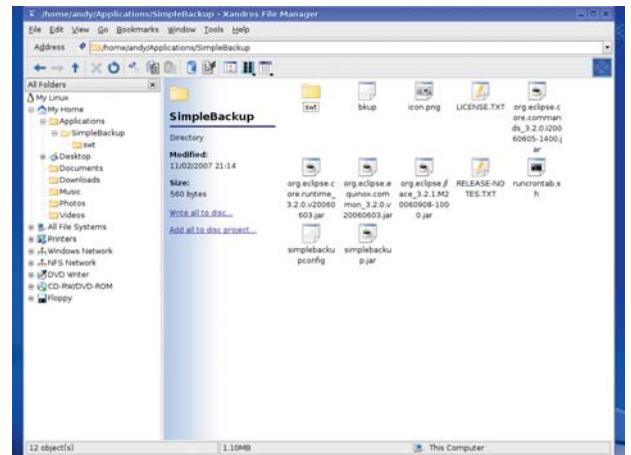 /home/andy/Applications/SimpleBackup - Xandros File Manager
File Edit View Go Bookmarks Window Tools Help
Address /home/andy/Applications/SimpleBackup
All Folders
My Linux
My Home
Applications
SimpleBackup
swt
Desktop
Documents
Downloads
Music
Photos
Videos
All File Systems
Printers
Windows Network
NFS Network
DVD Writer
CD-RW/DVD-ROM
Floppy
SimpleBackup
Directory
Modified:
11/02/2007 21:14
Size:
560 bytes
Write all to disc...
Add all to disc project...
swt
bkup
icon.png
LICENSE.TXT
org.eclipse.c
ore.comman
ds_3.2.0.I200
60605-1400.j
ar
org.eclipse.c
ore.runtime_
3.2.0.v20060
603.jar
org.eclipse.e
quinox.com
mon_3.2.0.v
20060603.jar
org.eclipse.jf
ace_3.2.1.M2
0060908-100
0.jar
RELEASE-NO
TES.TXT
runcrontab.s
h
simplebacku
pconfig
simplebacku
p.jar
12 object(s)
1.10MB
This Computer